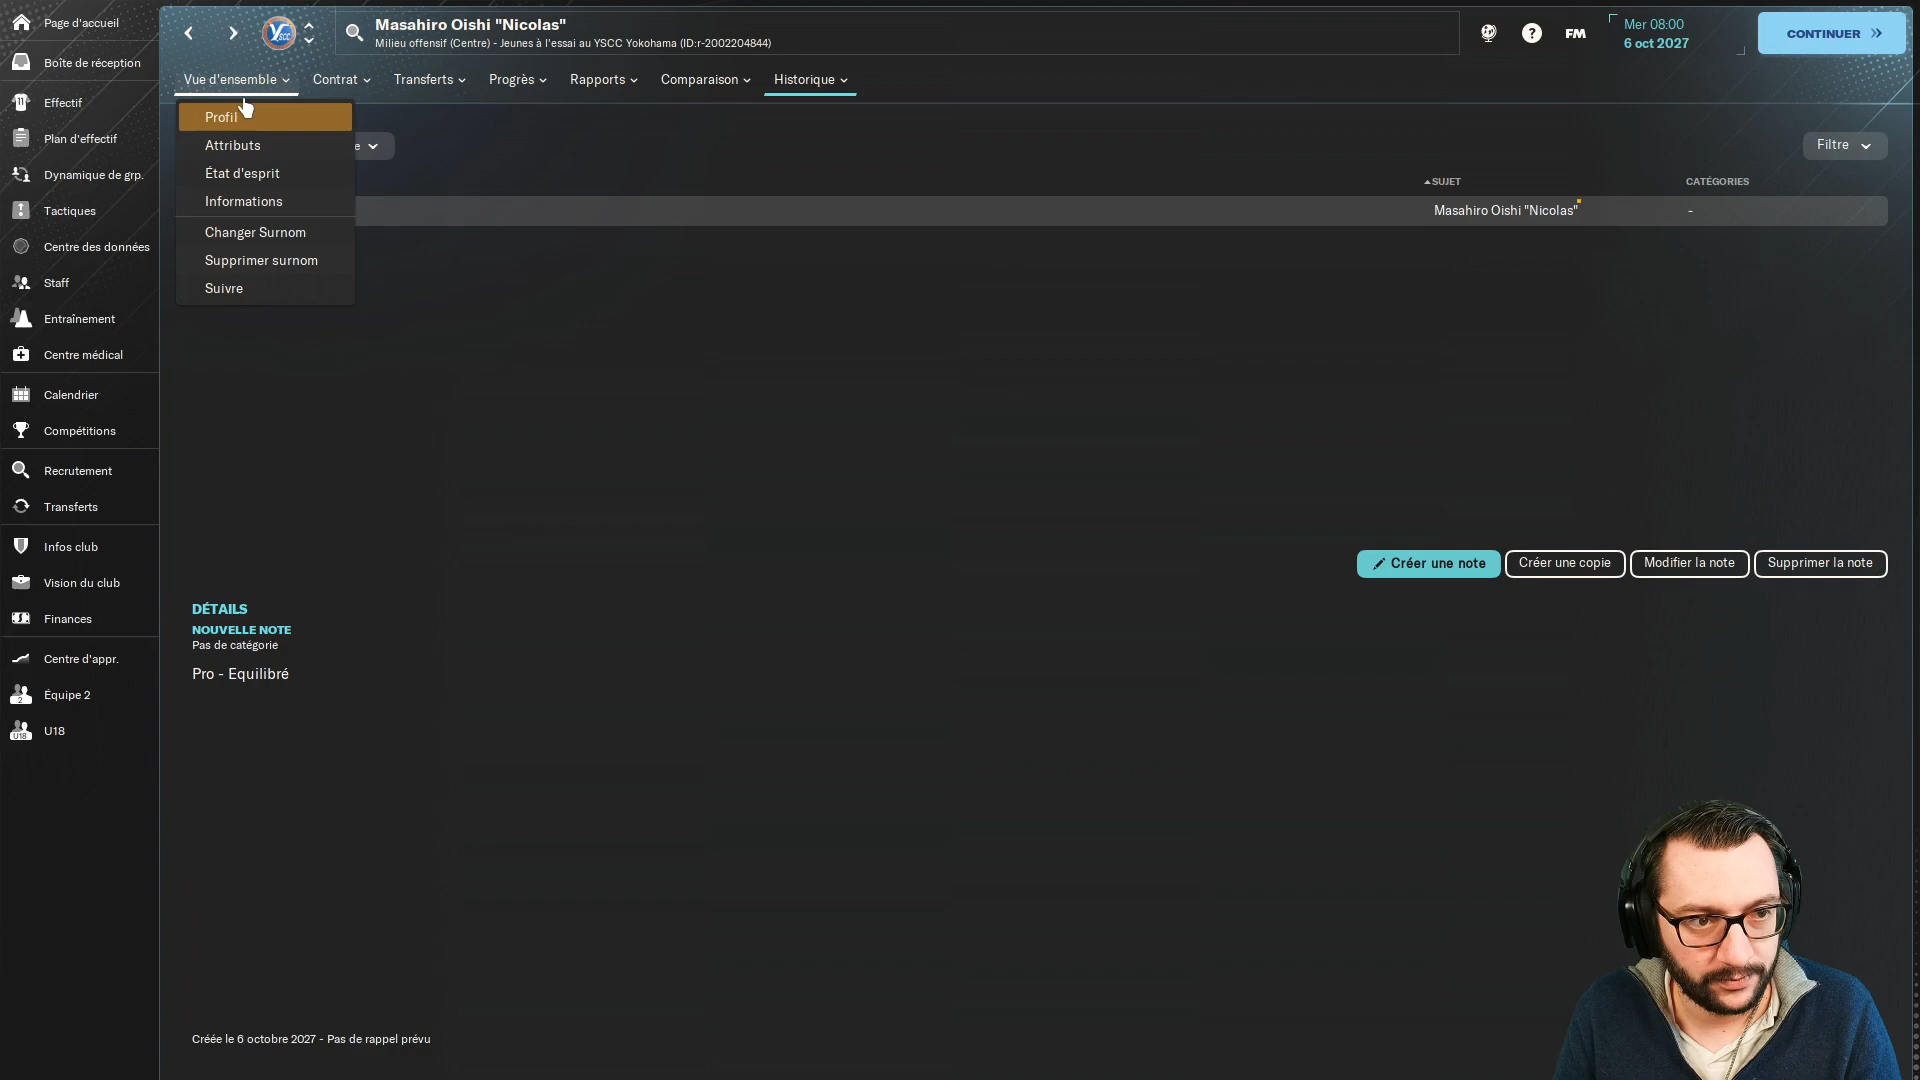 Page d'accueil
Boîte de réception
Effectif
Plan d'effectif
Dynamique de grp.
Tactiques
Centre des données
Staff
Entraînement
Centre médical
Calendrier
Compétitions
Recrutement
Transferts
Infos club
Vision du club
Finances
Centre d'appr.
2
Équipe 2
U18
U18
YSCC
Masahiro Oishi "Nicolas"
Milieu offensif (Centre) - Jeunes à l'essai au YSCC Yokohama (ID:r-2002204844)
?
FM
Mer 08:00
6 oct 2027
CONTINUER
Vue d'ensemble
Contrat
Transferts
Progrès
Rapports
Comparaison
Historique
Profil
Attributs
État d'esprit
Informations
Changer Surnom
Supprimer surnom
Suivre
e
Filtre
SUJET
CATÉGORIES
Masahiro Oishi "Nicolas"
-
Créer une note
Créer une copie
Modifier la note
Supprimer la note
DÉTAILS
NOUVELLE NOTE
Pas de catégorie
Pro - Equilibré
Créée le 6 octobre 2027 - Pas de rappel prévu